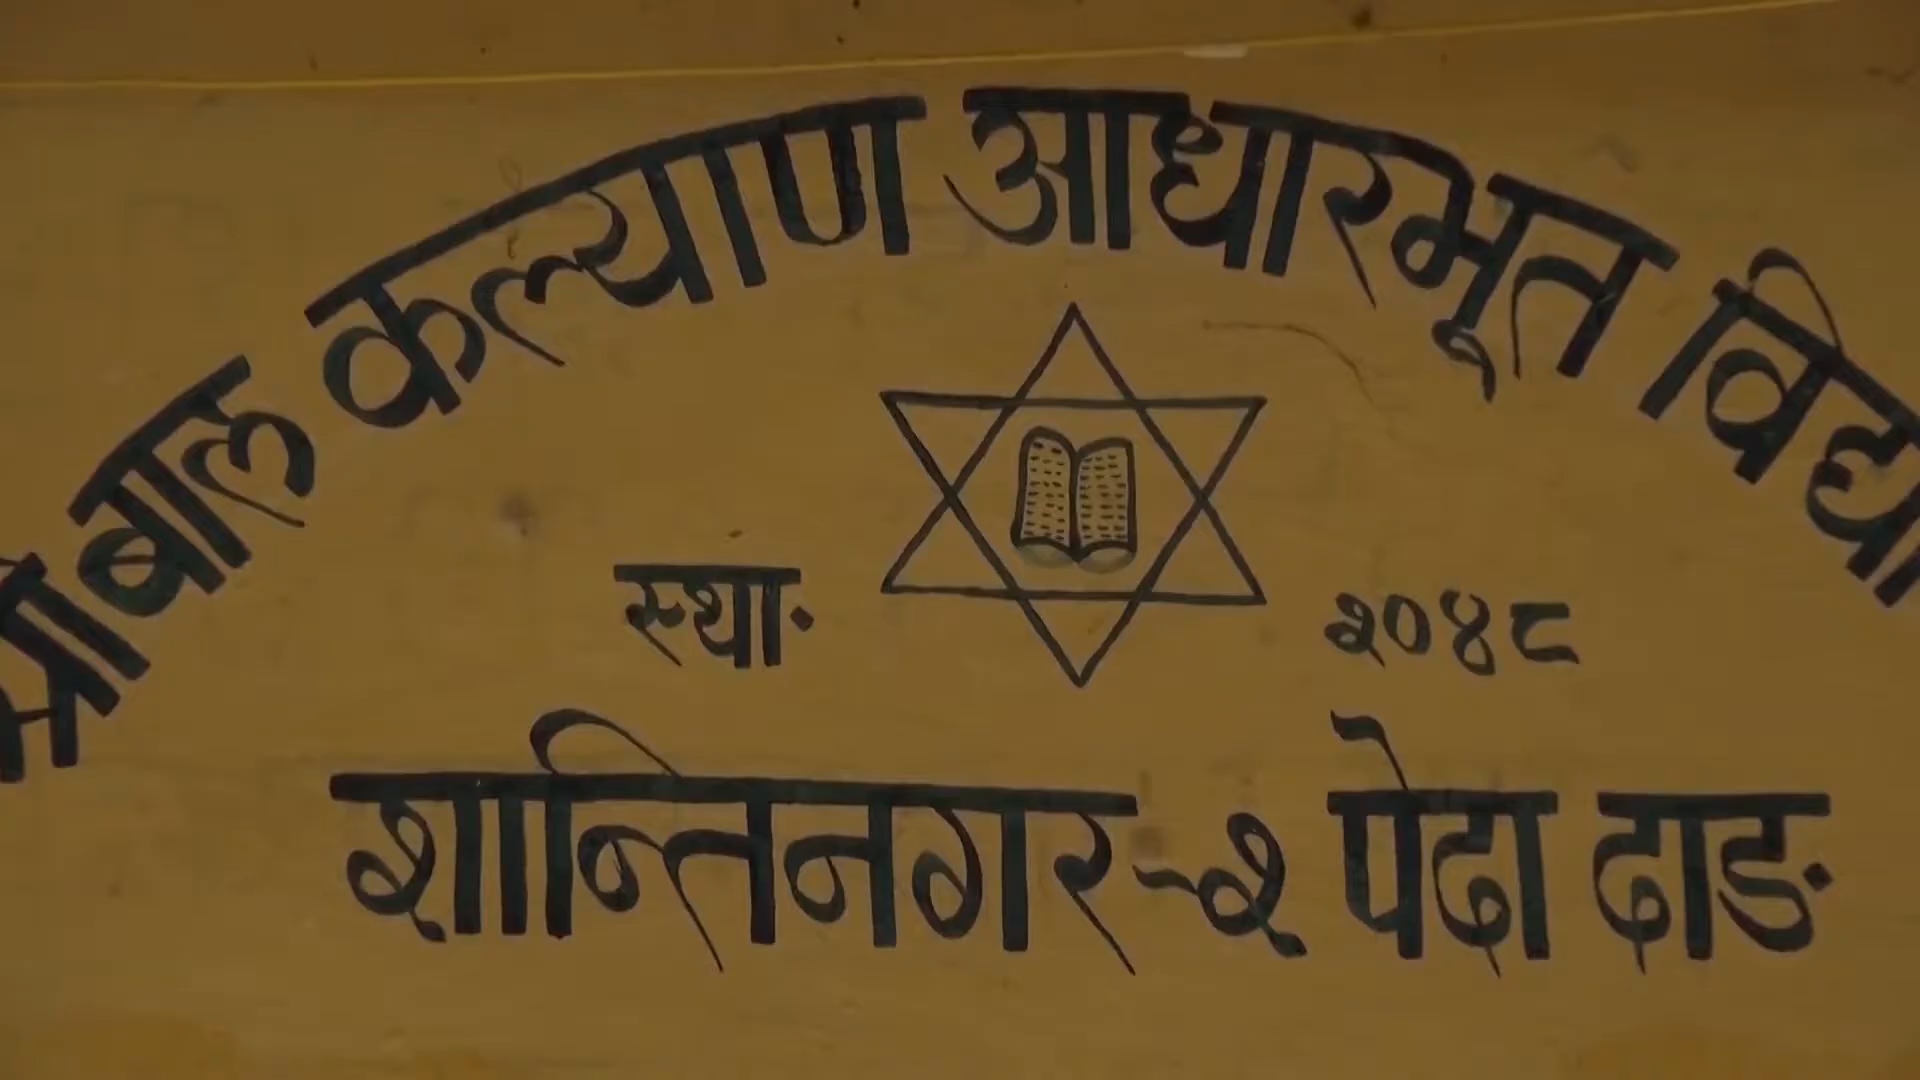 श्री बाल कल्याण आधारभूत विद्या
स्था. २०४८
शान्तिनगर-२ पेदा दाङ